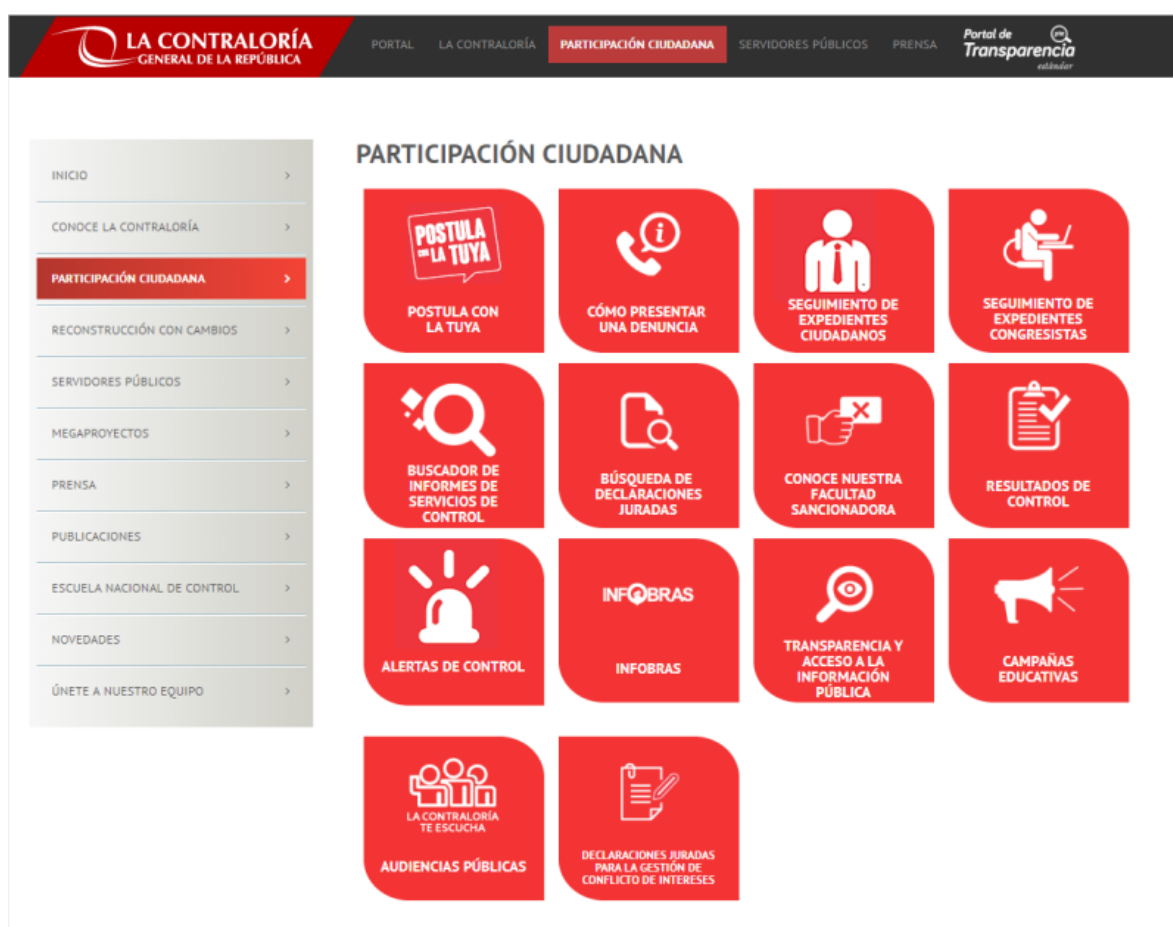 LA CONTRALORÍA
GENERAL DE LA REPÚBLICA
PORTAL
LA CONTRALORÍA
PARTICIPACIÓN CIUDADANA
SERVIDORES PÚBLICOS
PRENSA
Portal de
Transparencia
estándar
INICIO
CONOCE LA CONTRALORÍA
PARTICIPACIÓN CIUDADANA
RECONSTRUCCIÓN CON CAMBIOS
SERVIDORES PÚBLICOS
MEGAPROYECTOS
PRENSA
PUBLICACIONES
ESCUELA NACIONAL DE CONTROL
NOVEDADES
ÚNETE A NUESTRO EQUIPO
PARTICIPACIÓN CIUDADANA
POSTULA
CON LA TUYA
POSTULA CON
LA TUYA
CÓMO PRESENTAR
UNA DENUNCIA
SEGUIMIENTO DE
EXPEDIENTES
CIUDADANOS
SEGUIMIENTO DE
EXPEDIENTES
CONGRESISTAS
BUSCADOR DE
INFORMES DE
SERVICIOS DE
CONTROL
BÚSQUEDA DE
DECLARACIONES
JURADAS
CONOCE NUESTRA
FACULTAD
SANCIONADORA
RESULTADOS DE
CONTROL
ALERTAS DE CONTROL
INFOBRAS
INFOBRAS
TRANSPARENCIA Y
ACCESO A LA
INFORMACIÓN
PÚBLICA
CAMPAÑAS
EDUCATIVAS
LA CONTRALORÍA
TE ESCUCHA
AUDIENCIAS PÚBLICAS
DECLARACIONES JURADAS
PARA LA GESTIÓN DE
CONFLICTO DE INTERESES